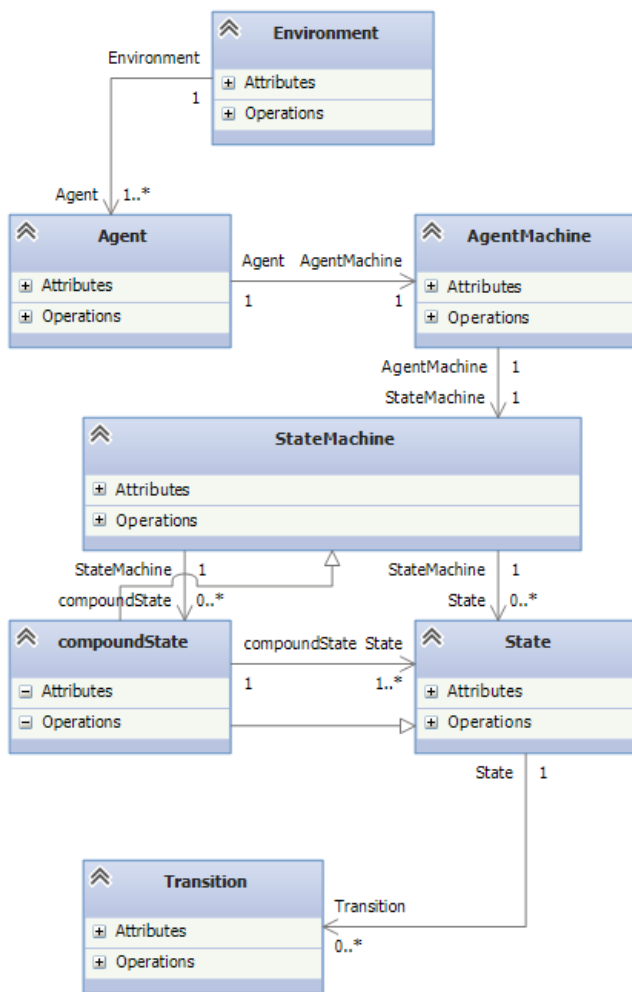 Environment
Attributes
Operations
Environment
1
Agent 1..*
Agent
Attributes
Operations
Agent AgentMachine
1 1
AgentMachine
Attributes
Operations
AgentMachine 1
StateMachine 1
StateMachine
Attributes
Operations
StateMachine 1
compoundState 0..*
StateMachine 1
State 0..*
compoundState
Attributes
Operations
compoundState State
1 1..*
State
Attributes
Operations
State 1
Transition
0..*
Transition
Attributes
Operations